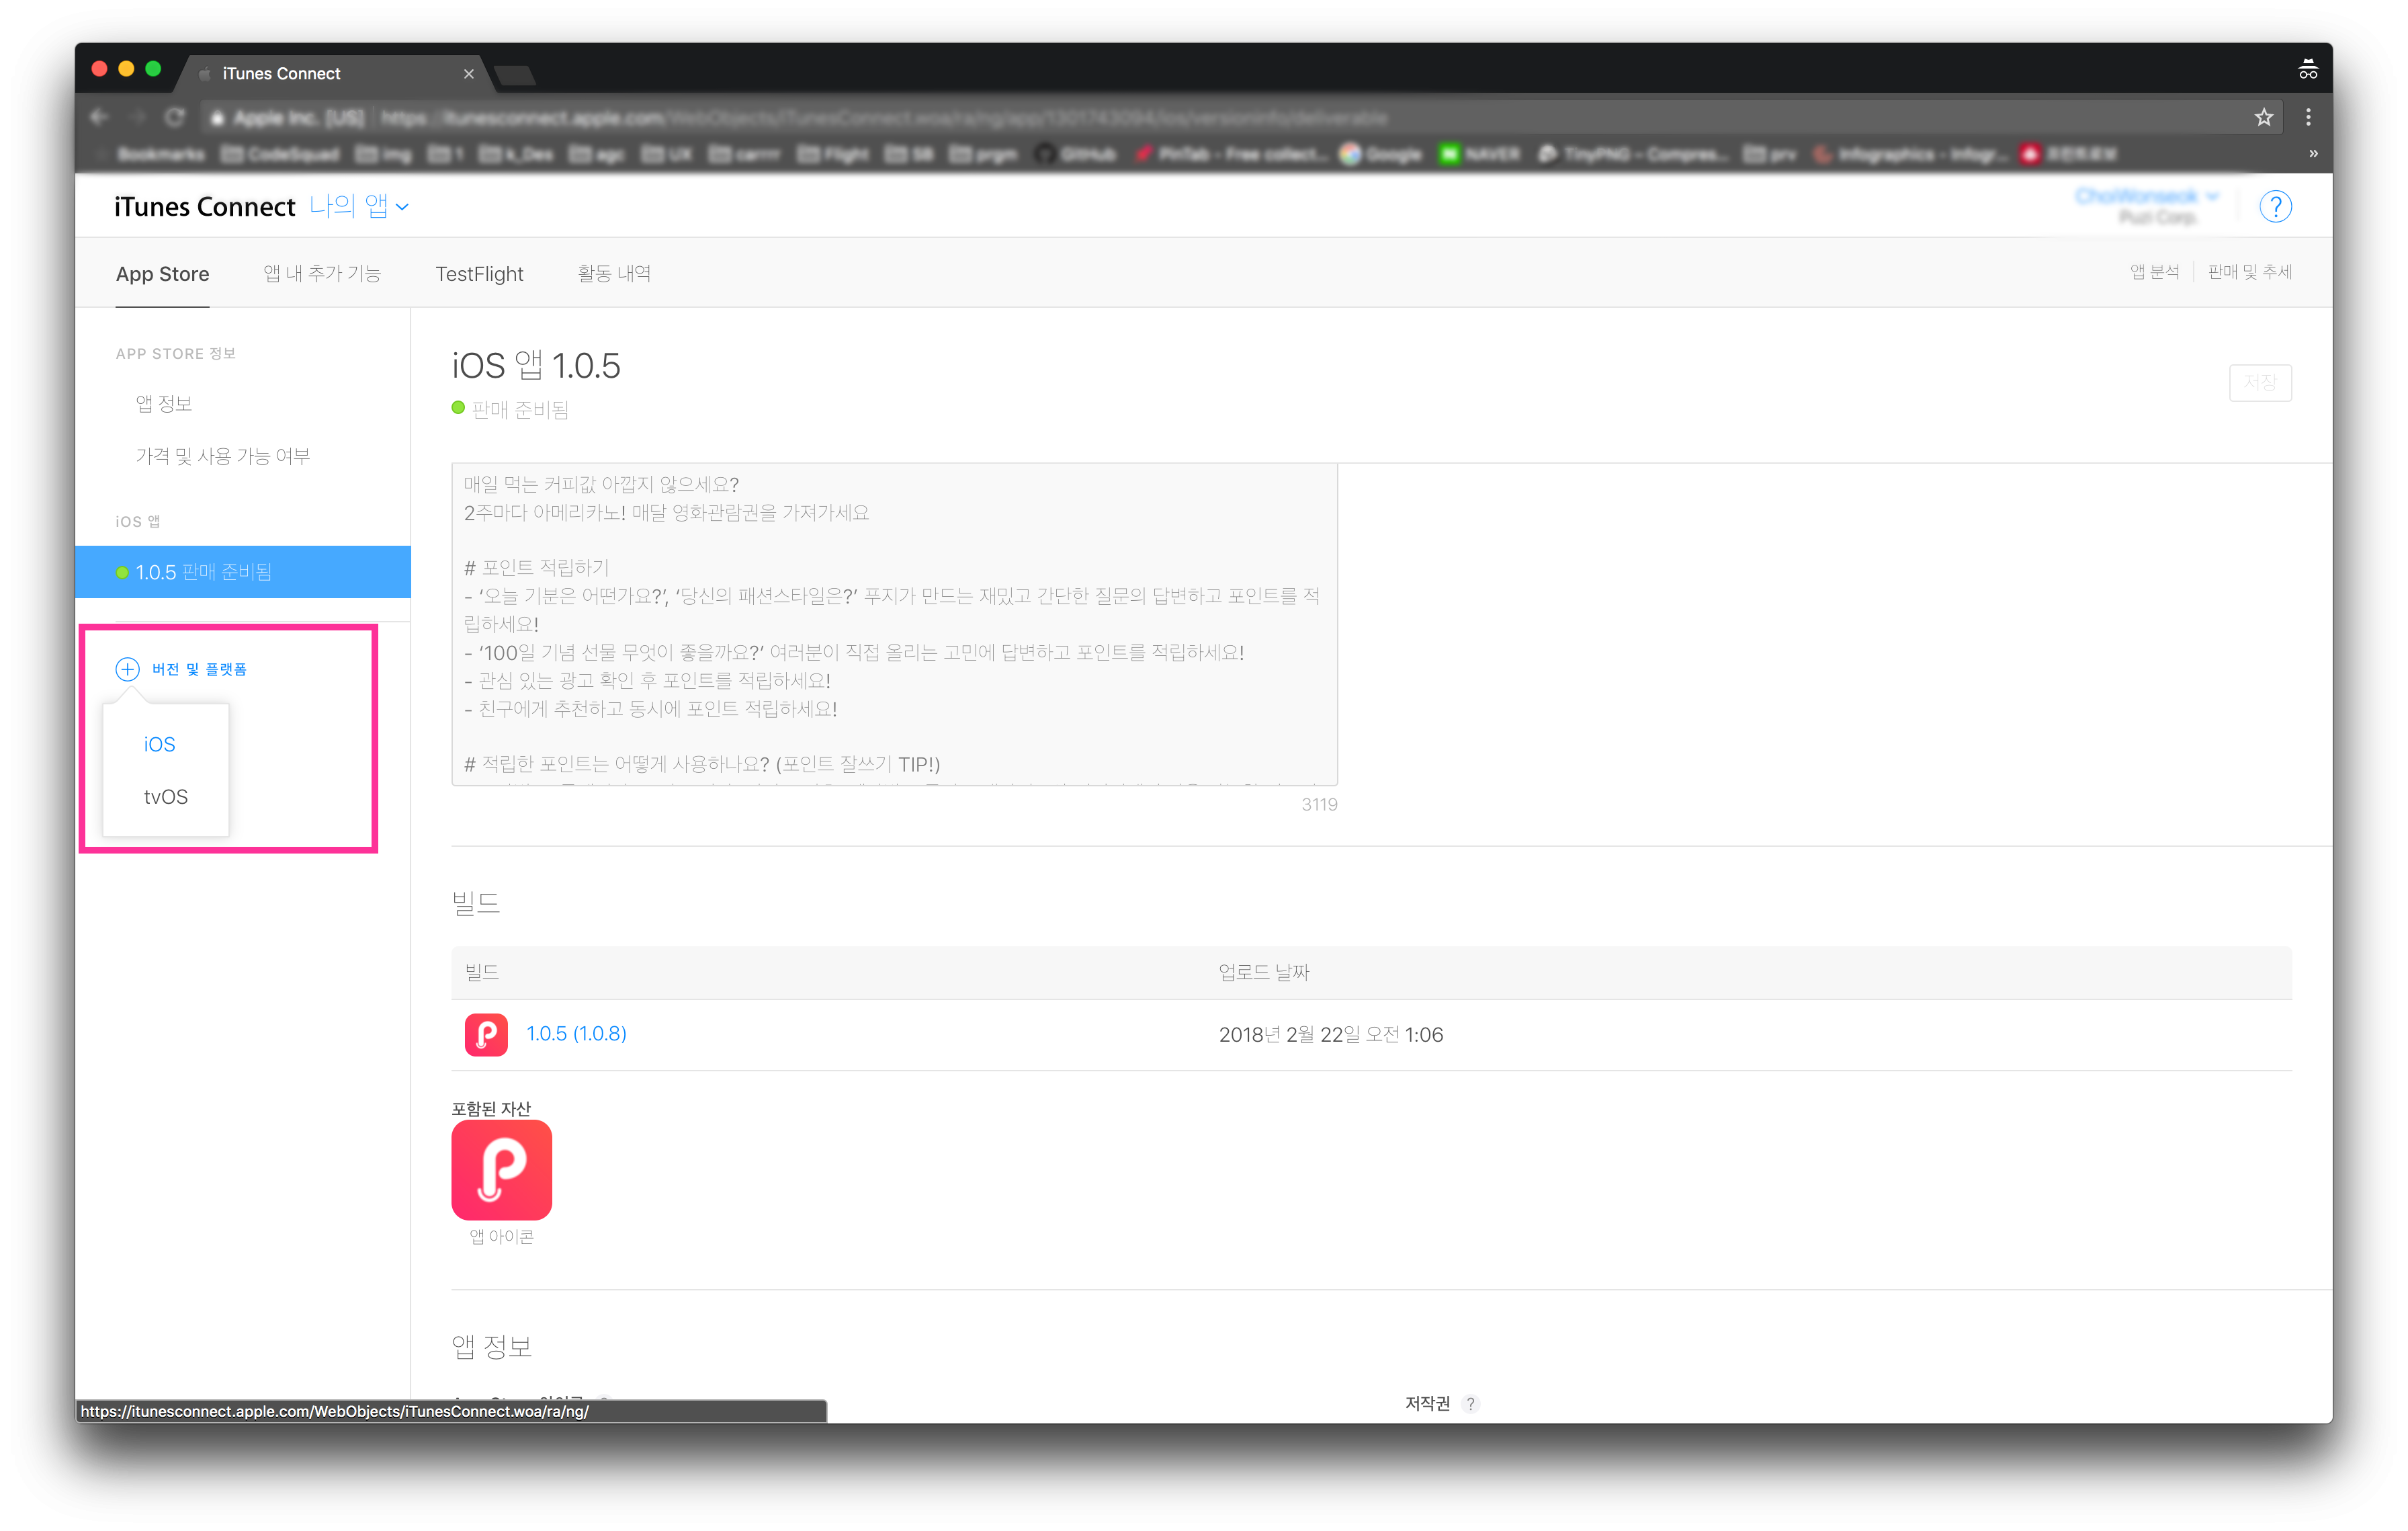 iTunes Connect
Apple Inc. [US] https://itunesconnect.apple.com/WebObjects/iTunesConnect.woa/ra/ng/app/1301743094/ios/versioninfo/deliverable
Bookmarks CodeSquad img 1 k_Des agc UX carrrr Flight SB prgm GitHub PinTab - Free collect... Google NAVER TinyPNG – Compres... prv Infographics - Infogr... »
iTunes Connect 나의 앱
ChoiWonseok
Puzi Corp.
?
App Store 앱 내 추가 기능 TestFlight 활동 내역 앱 분석 판매 및 추세
APP STORE 정보
앱 정보
가격 및 사용 가능 여부
iOS 앱
1.0.5 판매 준비됨
버전 및 플랫폼
iOS
tvOS
iOS 앱 1.0.5
판매 준비됨
저장
매일 먹는 커피값 아깝지 않으세요?
2주마다 아메리카노! 매달 영화관람권을 가져가세요
# 포인트 적립하기
- ‘오늘 기분은 어떤가요?’, ‘당신의 패션스타일은?’ 푸지가 만드는 재밌고 간단한 질문의 답변하고 포인트를 적
립하세요!
- ‘100일 기념 선물 무엇이 좋을까요?‘ 여러분이 직접 올리는 고민에 답변하고 포인트를 적립하세요!
- 관심 있는 광고 확인 후 포인트를 적립하세요!
- 친구에게 추천하고 동시에 포인트 적립하세요!
# 적립한 포인트는 어떻게 사용하나요? (포인트 잘쓰기 TIP!)
3119
빌드
빌드 업로드 날짜
1.0.5 (1.0.8) 2018년 2월 22일 오전 1:06
포함된 자산
앱 아이콘
앱 정보
저작권 ?
https://itunesconnect.apple.com/WebObjects/iTunesConnect.woa/ra/ng/